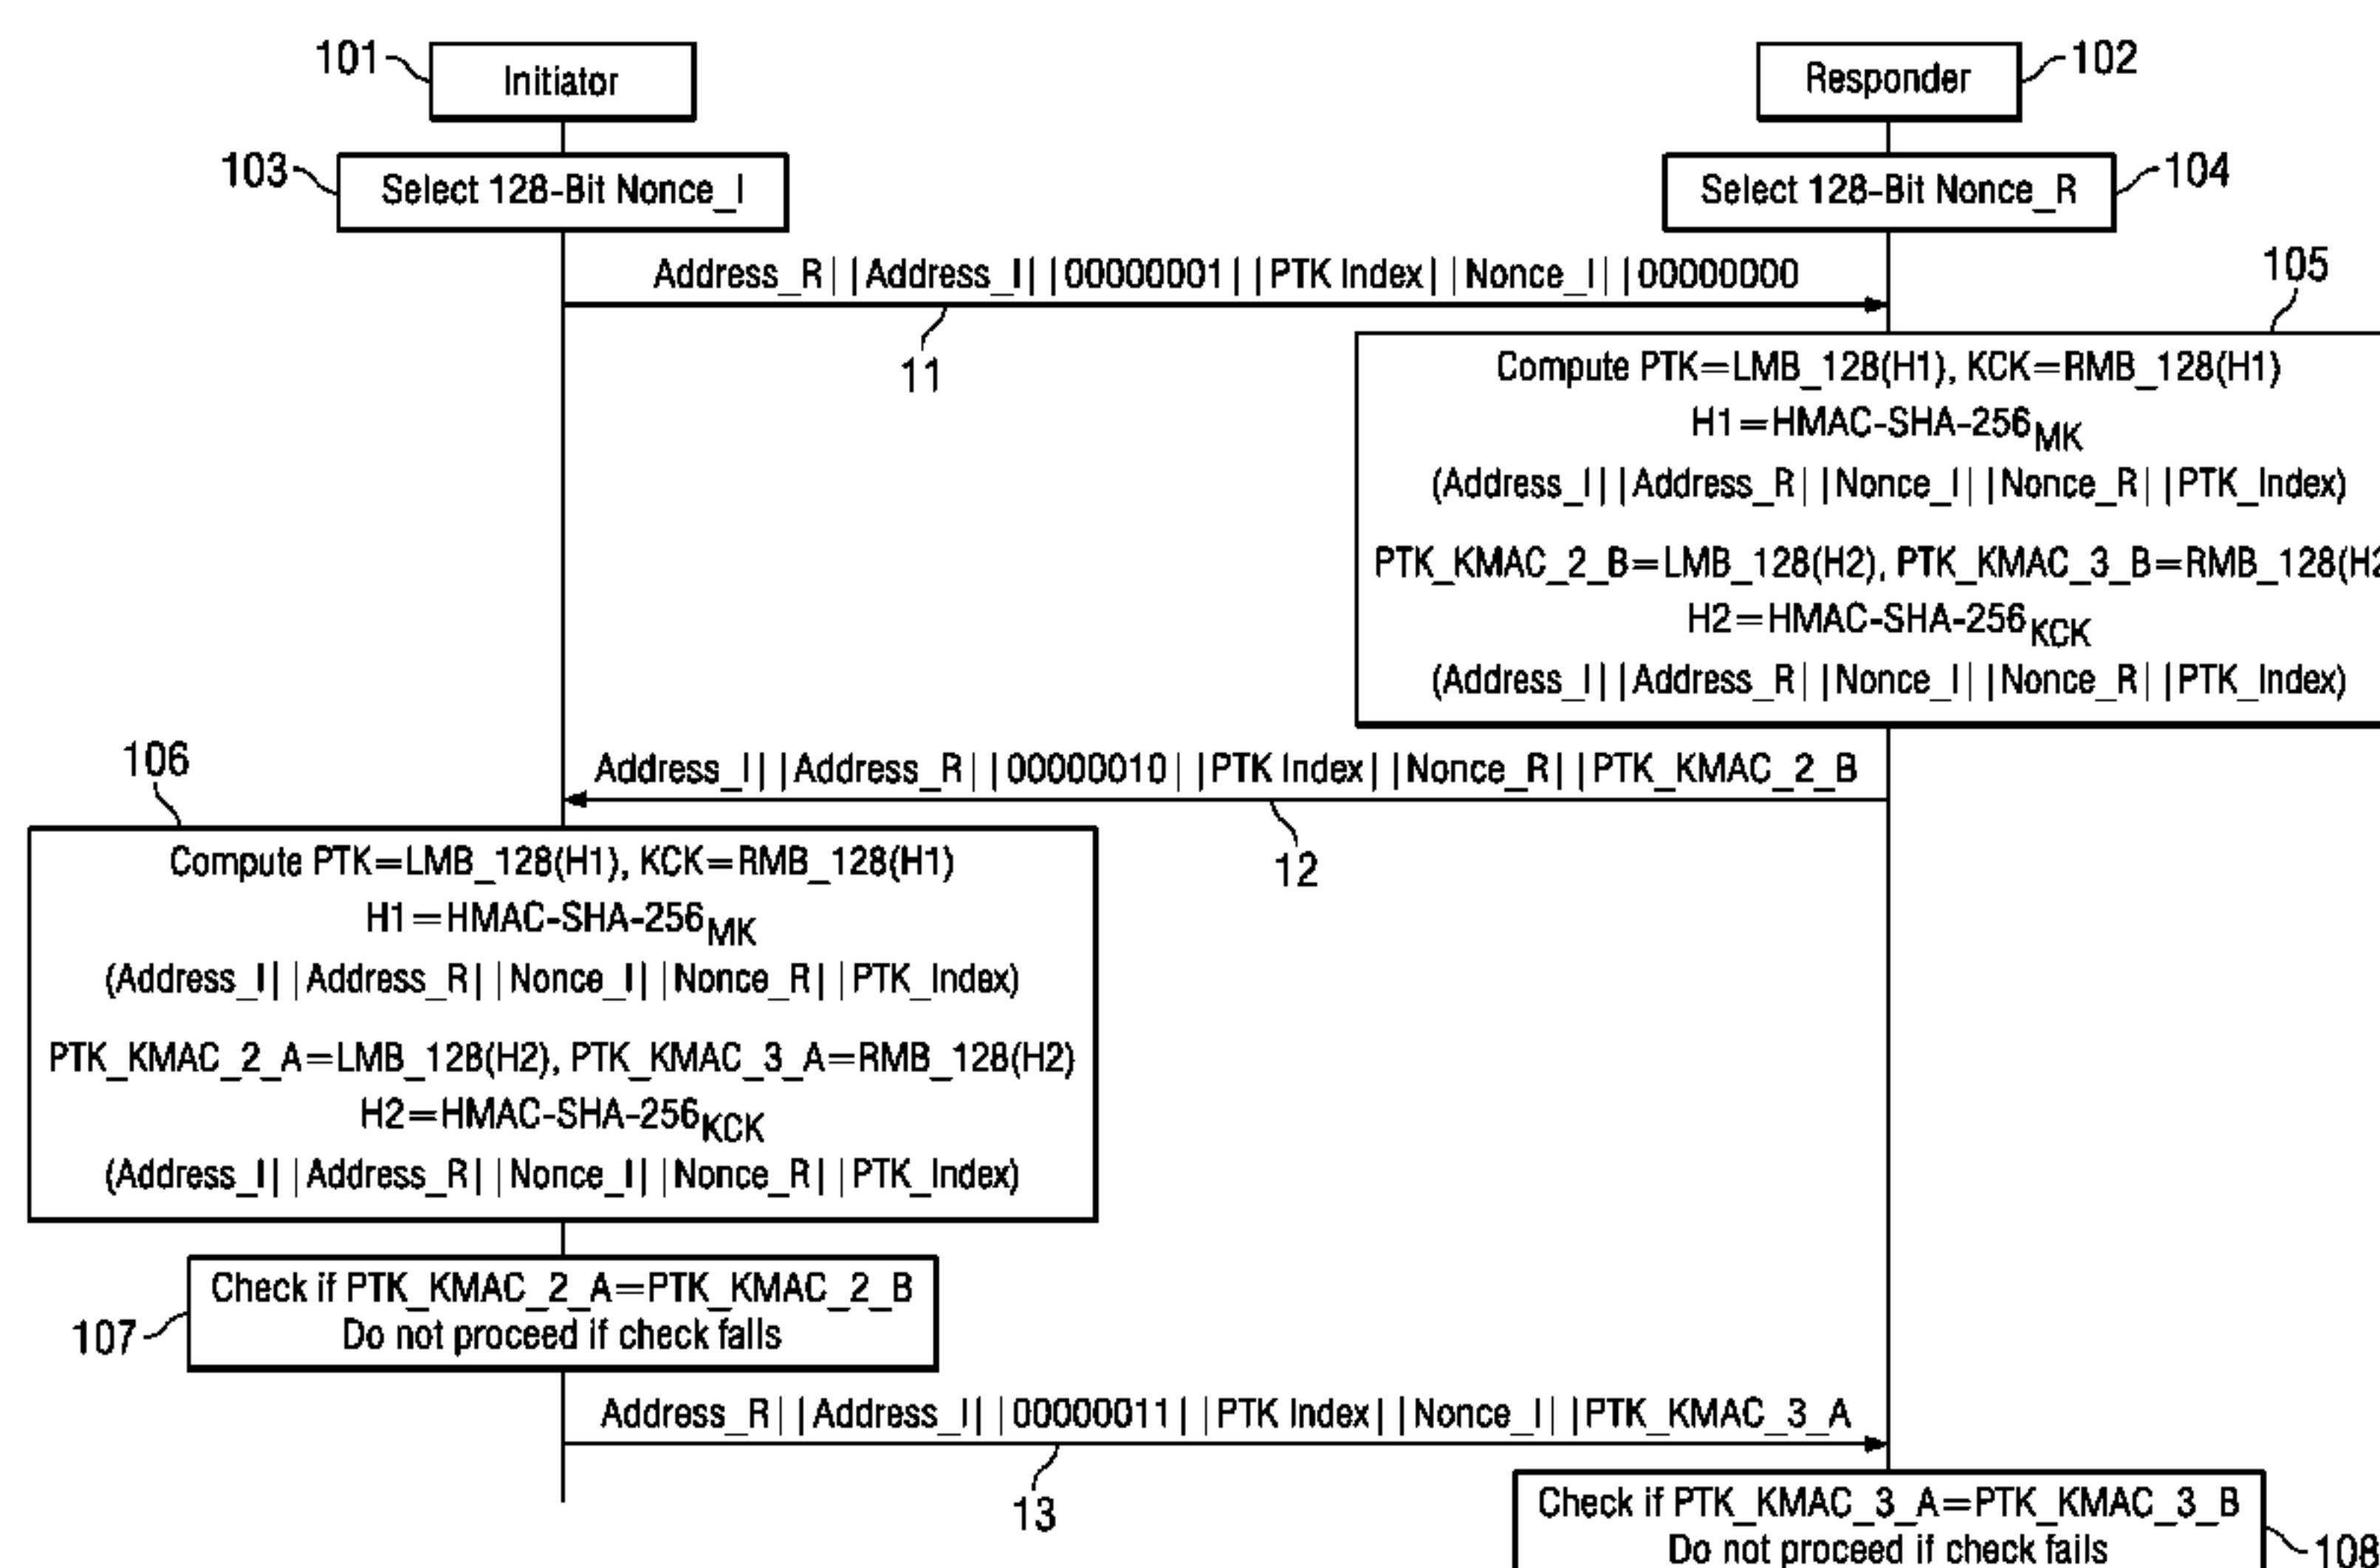 101
Initiator
Responder
102
103
Select 128-Bit Nonce_I
Select 128-Bit Nonce_R
104
Address_R||Address_I||00000001||PTK Index||Nonce_I||00000000
11
105
Compute PTK=LMB_128(H1), KCK=RMB_128(H1)
H1=HMAC-SHA-256MK
(Address_I||Address_R||Nonce_I||Nonce_R||PTK_Index)
PTK_KMAC_2_B=LMB_128(H2), PTK_KMAC_3_B=RMB_128(H2
H2=HMAC-SHA-256KCK
(Address_I||Address_R||Nonce_I||Nonce_R||PTK_Index)
Address_I||Address_R||00000010||PTK Index||Nonce_R||PTK_KMAC_2_B
12
106
Compute PTK=LMB_128(H1), KCK=RMB_128(H1)
H1=HMAC-SHA-256MK
(Address_I||Address_R||Nonce_I||Nonce_R||PTK_Index)
PTK_KMAC_2_A=LMB_128(H2), PTK_KMAC_3_A=RMB_128(H2)
H2=HMAC-SHA-256KCK
(Address_I||Address_R||Nonce_I||Nonce_R||PTK_Index)
107
Check if PTK_KMAC_2_A=PTK_KMAC_2_B
Do not proceed if check fails
Address_R||Address_I||00000011||PTK Index||Nonce_I||PTK_KMAC_3_A
13
Check if PTK_KMAC_3_A=PTK_KMAC_3_B
Do not proceed if check fails
108